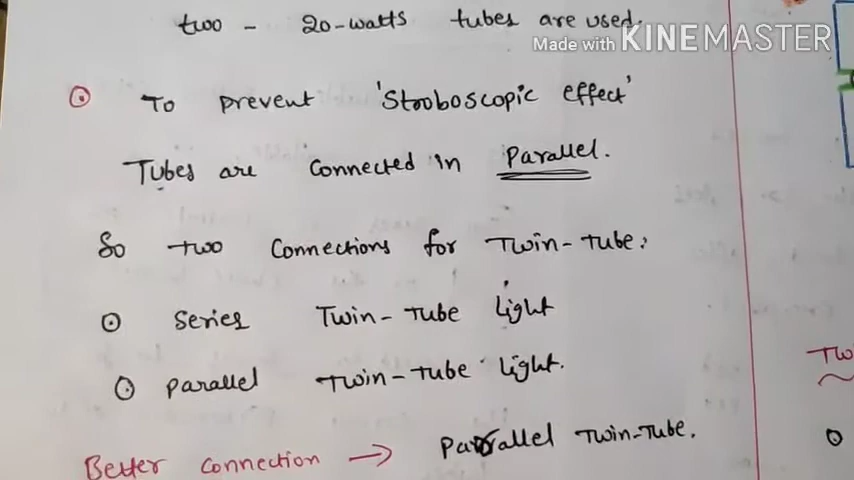 two - 20-watts tubes are used.
Made with KINEMASTER
To prevent 'Stroboscopic effect'
Tubes are connected in Parallel.
So two connections for Twin-tube:
Series Twin-Tube light
parallel Twin-Tube light.
Better connection → Parallel Twin-Tube.